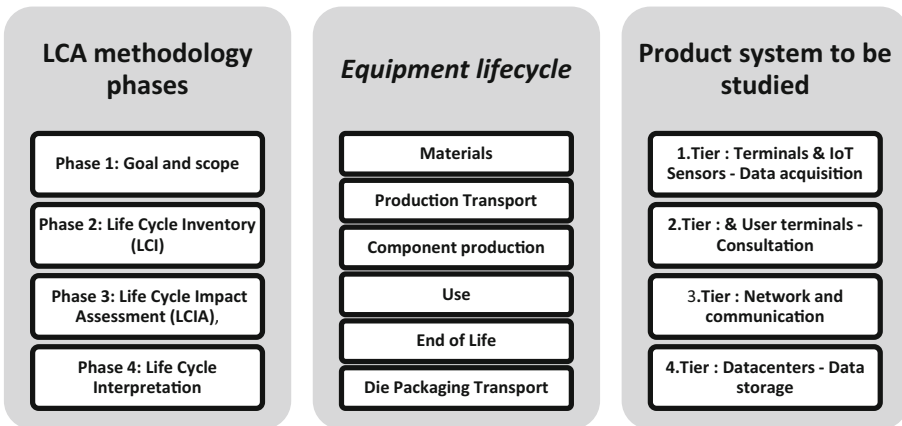 LCA methodology
phases
Phase 1: Goal and scope
Phase 2: Life Cycle Inventory
(LCI)
Phase 3: Life Cycle Impact
Assessment (LCIA),
Phase 4: Life Cycle
Interpretation
Equipment lifecycle
Materials
Production Transport
Component production
Use
End of Life
Die Packaging Transport
Product system to be
studied
1.Tier : Terminals & IoT
Sensors - Data acquisition
2.Tier : & User terminals -
Consultation
3.Tier : Network and
communication
4.Tier : Datacenters - Data
storage